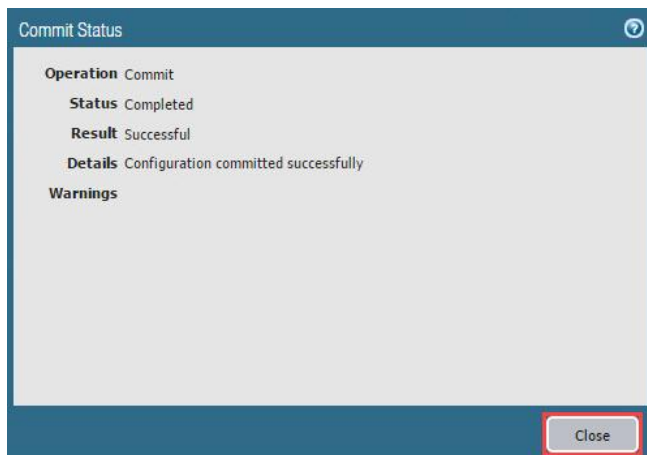 Commit Status
Operation Commit
Status Completed
Result Successful
Details Configuration committed successfully
Warnings
Close